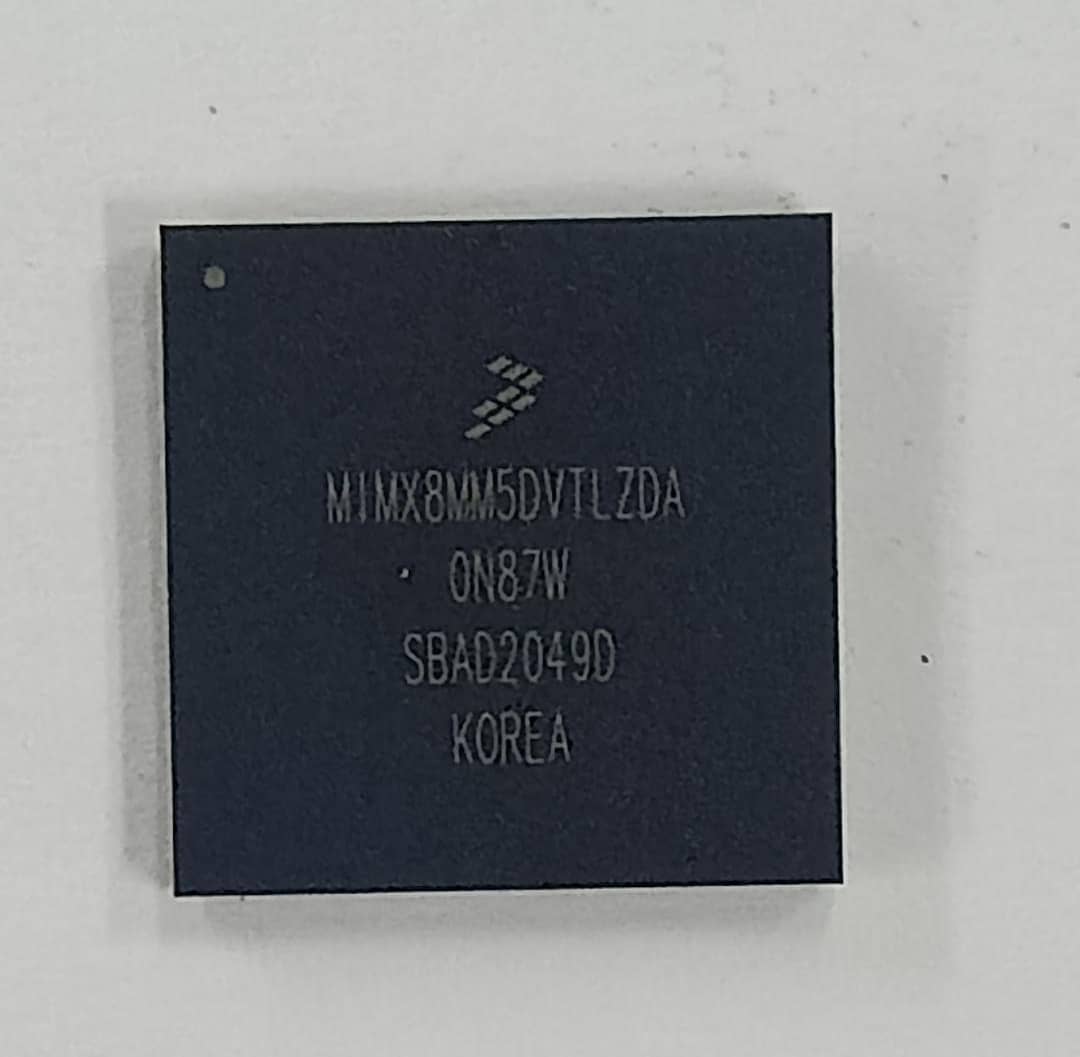 MIMX8MM5DVTLZDA
0N87W
SBAD2049D
KOREA